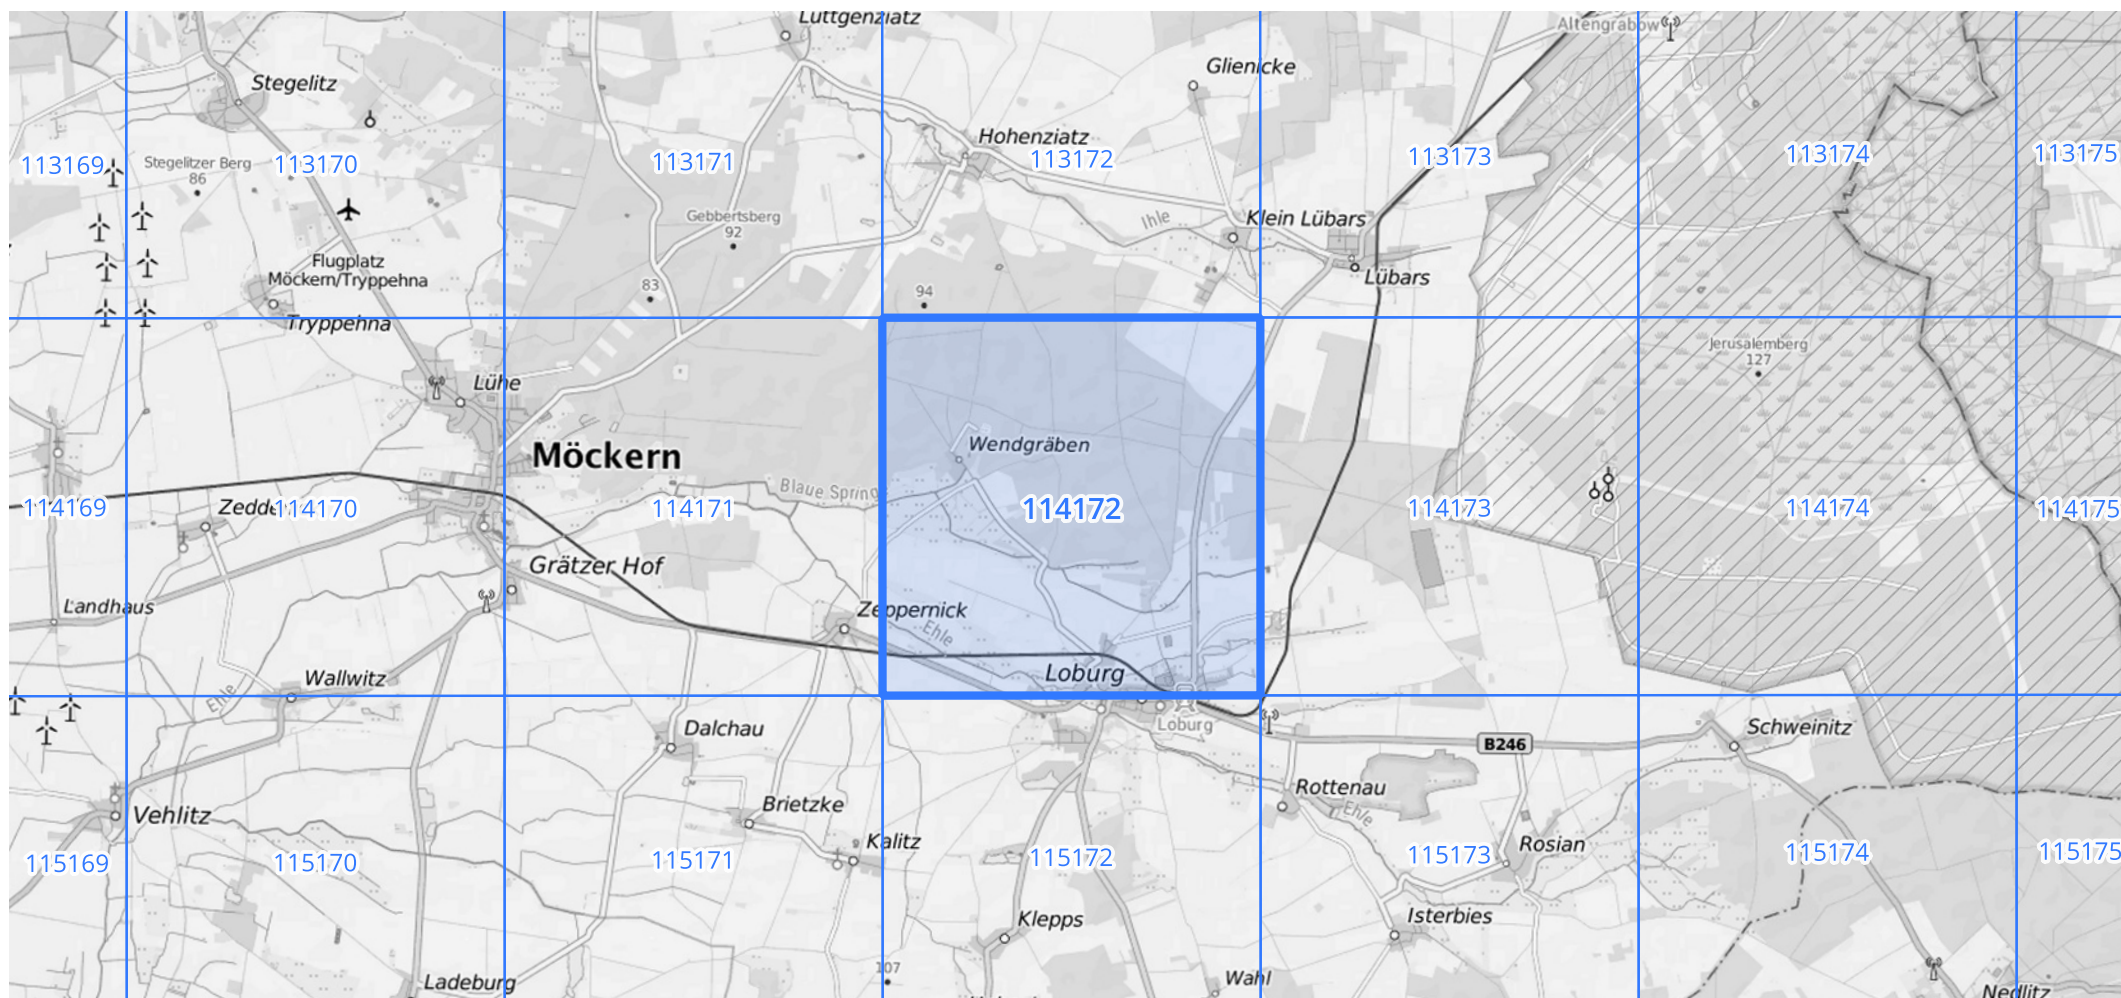 Lüttgenziatz
Altengrabow
Stegelitz
Glienicke
Hohenziatz
Stegelitzer Berg
86
113169
113170
113171
113172
113173
113174
113175
Gebbertsberg
92
Ihle
Klein Lübars
Flugplatz
Möckern/Tryppehna
Lübars
83
94
Tryppehna
Jerusalemberg
127
Lühe
Wendgräben
Möckern
Blaue Spring
114169
Zedde
114170
114171
114172
114173
114174
114175
Grätzer Hof
Landhaus
Zeppernick
Ehle
Loburg
Wallwitz
Ehle
Dalchau
Loburg
B246
Schweinitz
Rottenau
Brietzke
Ehle
Vehlitz
Kalitz
Rosian
115169
115170
115171
115172
115173
115174
115175
Klepps
Isterbies
107
Wahl
Ladeburg
Nedlitz